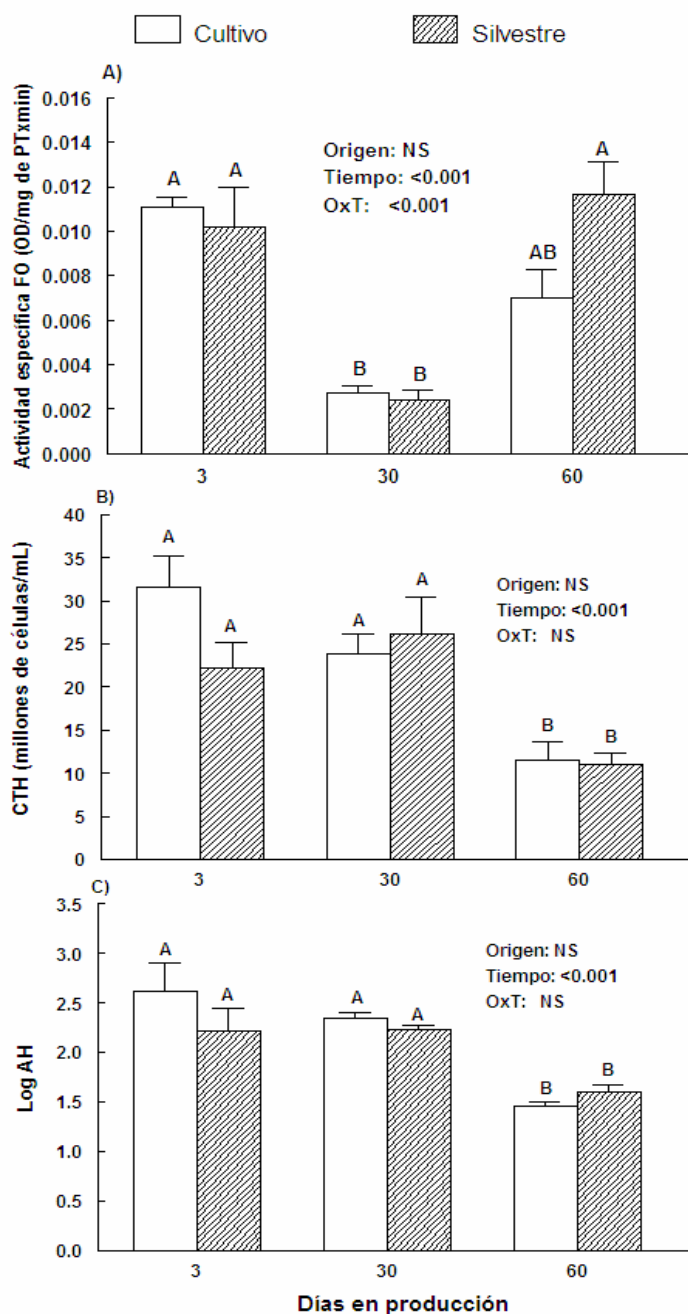 Cultivo Silvestre
A)
Actividad específica FO (OD/mg de PTxmin)
0.016
0.014
0.012
0.010
0.008
0.006
0.004
0.002
0.000
Origen: NS
Tiempo: <0.001
OxT: <0.001
A A
B B
AB A
3 30 60
B)
CTH (millones de células/mL)
40
35
30
25
20
15
10
5
0
Origen: NS
Tiempo: <0.001
OxT: NS
A A
A A
B B
3 30 60
C)
Log AH
3.5
3.0
2.5
2.0
1.5
1.0
0.5
0.0
Origen: NS
Tiempo: <0.001
OxT: NS
A A
A A
B B
3 30 60
Días en producción